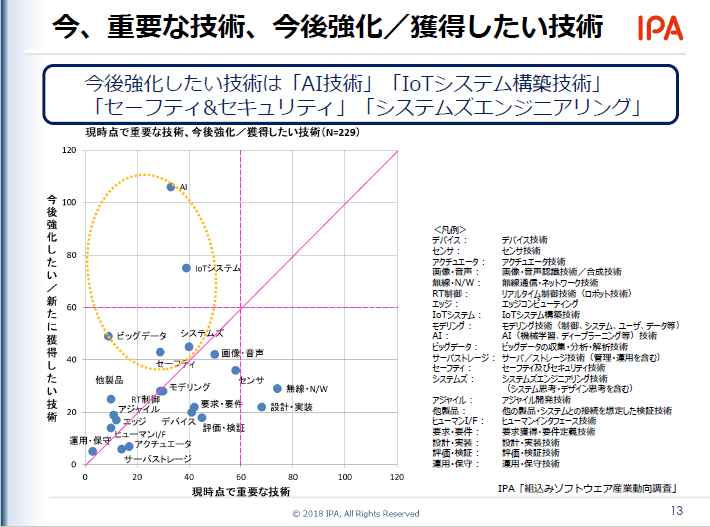 今、重要な技術、今後強化／獲得したい技術
IPA
今後強化したい技術は「AI技術」「IoTシステム構築技術」
「セーフティ&セキュリティ」「システムズエンジニアリング」
現時点で重要な技術、今後強化／獲得したい技術(N=229)
今後強化したい／新たに獲得したい技術
120
100
80
60
40
20
0
AI
IoTシステム
ビッグデータ
システムズ
画像・音声
セーフティ
センサ
他製品
モデリング
無線・N/W
RT制御
アジャイル
要求・要件
設計・実装
エッジ
デバイス
評価・検証
ヒューマンI/F
運用・保守
アクチュエータ
サーバストレージ
0 20 40 60 80 100 120
現時点で重要な技術
＜凡例＞
デバイス： デバイス技術
センサ： センサ技術
アクチュエータ： アクチュエータ技術
画像・音声： 画像・音声認識技術／合成技術
無線・N/W： 無線通信・ネットワーク技術
RT制御： リアルタイム制御技術（ロボット技術）
エッジ： エッジコンピューティング
IoTシステム： IoTシステム構築技術
モデリング： モデリング技術（制御、システム、ユーザ、データ等）
AI： AI（機械学習、ディープラーニング等）技術
ビッグデータ： ビッグデータの収集・分析・解析技術
サーバストレージ： サーバ／ストレージ技術（管理・運用を含む）
セーフティ： セーフティ及びセキュリティ技術
システムズ： システムズエンジニアリング技術
（システム思考・デザイン思考を含む）
アジャイル： アジャイル開発技術
他製品： 他の製品・システムとの接続を想定した検証技術
ヒューマンI/F： ヒューマンインタフェース技術
要求・要件： 要求獲得・要件定義技術
設計・実装： 設計・実装技術
評価・検証： 評価・検証技術
運用・保守： 運用・保守技術
IPA「組込みソフトウェア産業動向調査」
© 2018 IPA, All Rights Reserved
13